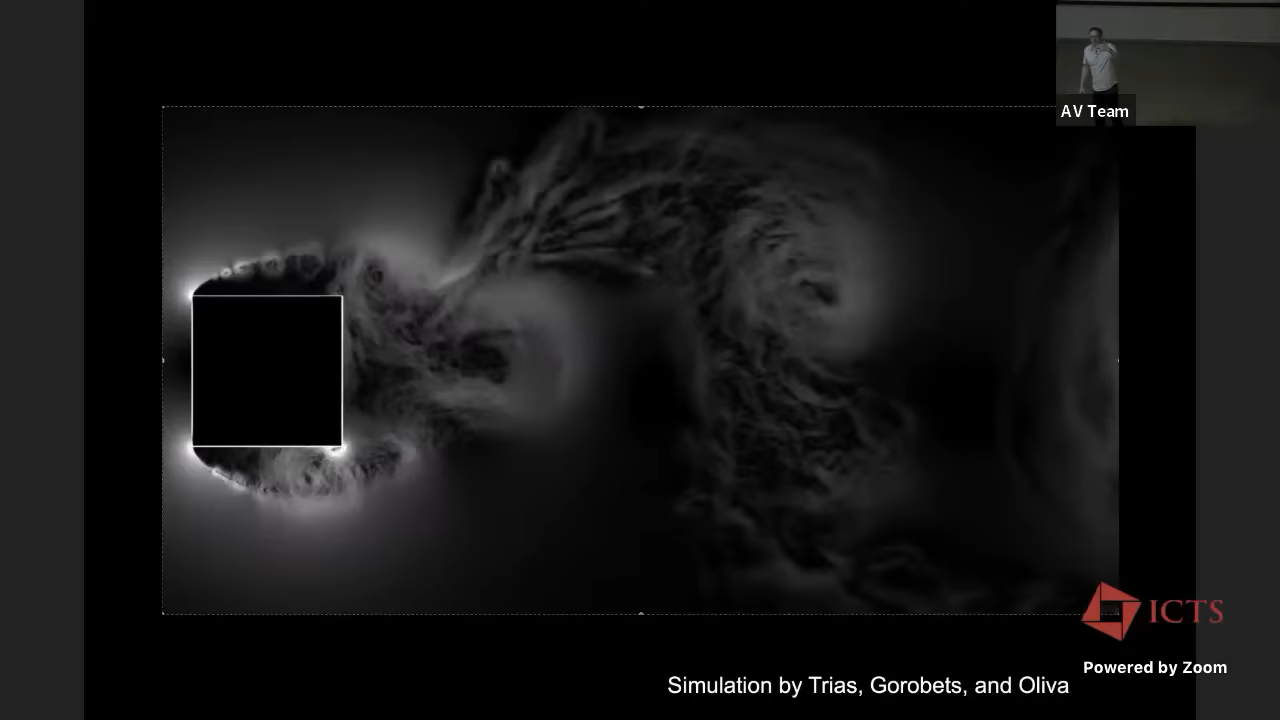 AV Team
ICTS
Powered by Zoom
Simulation by Trias, Gorobets, and Oliva